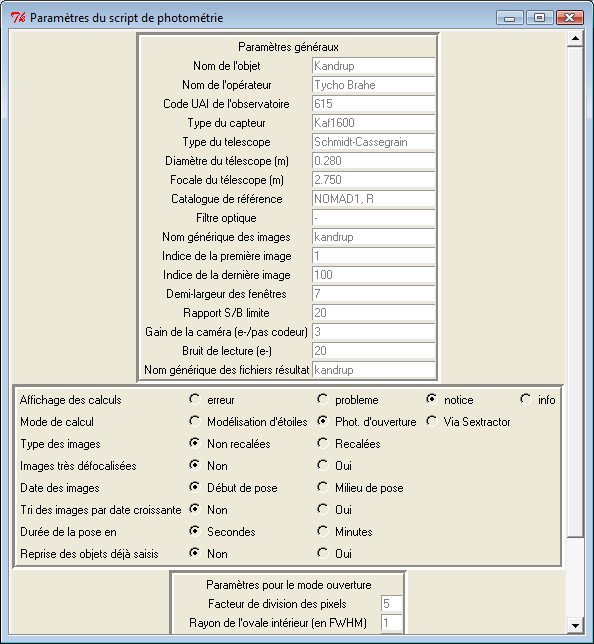 Paramètres du script de photométrie
Paramètres généraux
Nom de l'objet Kandrup
Nom de l'opérateur Tycho Brahe
Code UAI de l'observatoire 615
Type du capteur Kaf1600
Type du telescope Schmidt-Cassegrain
Diamètre du télescope (m) 0.280
Focale du télescope (m) 2.750
Catalogue de référence NOMAD1, R
Filtre optique -
Nom générique des images kandrup
Indice de la première image 1
Indice de la dernière image 100
Demi-largeur des fenêtres 7
Rapport S/B limite 20
Gain de la caméra (e-/pas codeur) 3
Bruit de lecture (e-) 20
Nom générique des fichiers résultat kandrup
Affichage des calculs erreur probleme notice info
Mode de calcul Modélisation d'étoiles Phot. d'ouverture Via Sextractor
Type des images Non recalées Recalées
Images très défocalisées Non Oui
Date des images Début de pose Milieu de pose
Tri des images par date croissante Non Oui
Durée de la pose en Secondes Minutes
Reprise des objets déjà saisis Non Oui
Paramètres pour le mode ouverture
Facteur de division des pixels 5
Rayon de l'ovale intérieur (en FWHM) 1